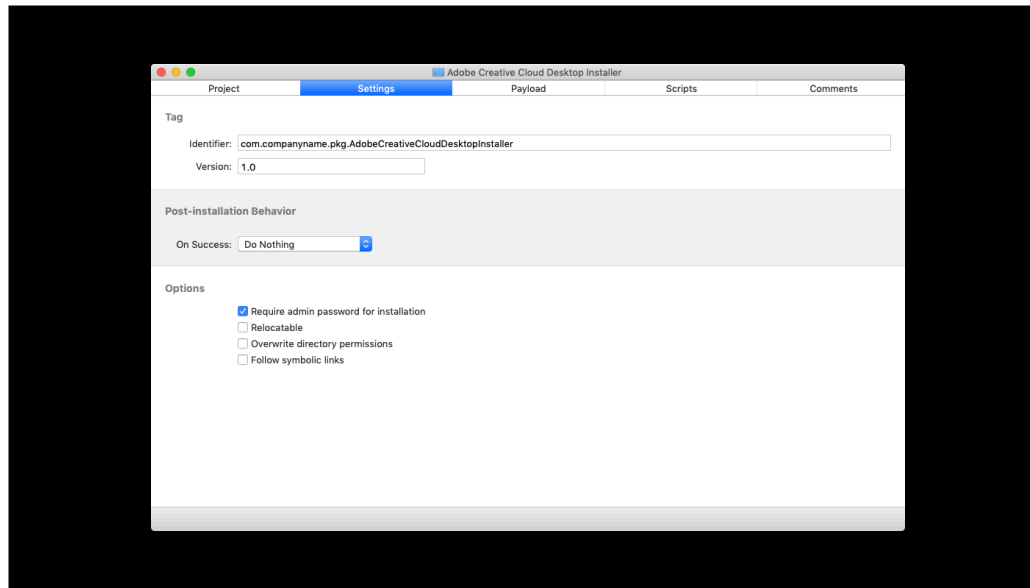 Adobe Creative Cloud Desktop Installer
Project Settings Payload Scripts Comments
Tag
Identifier: com.companyname.pkg.AdobeCreativeCloudDesktopInstaller
Version: 1.0
Post-installation Behavior
On Success: Do Nothing
Options
Require admin password for installation
Relocatable
Overwrite directory permissions
Follow symbolic links